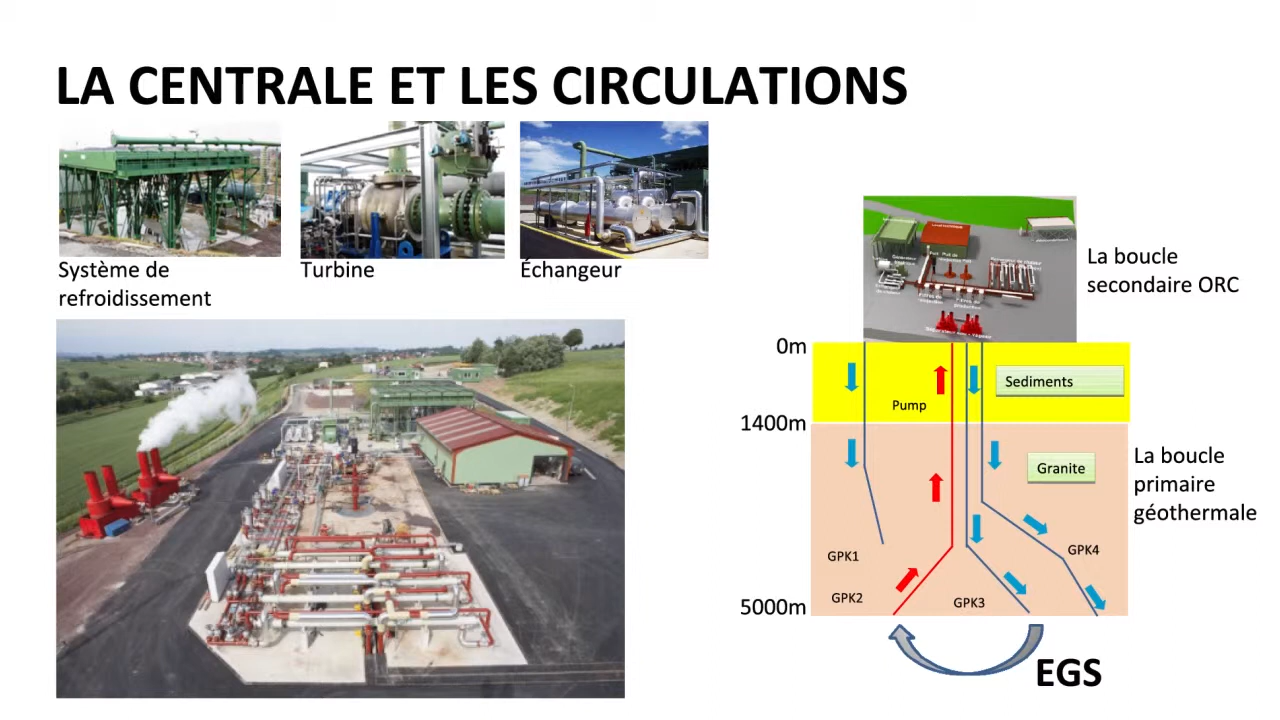 LA CENTRALE ET LES CIRCULATIONS
Système de
refroidissement
Turbine
Échangeur
La boucle
secondaire ORC
0m
Sediments
Pump
1400m
Granite
La boucle
primaire
géothermale
GPK1
GPK4
GPK2
GPK3
5000m
EGS